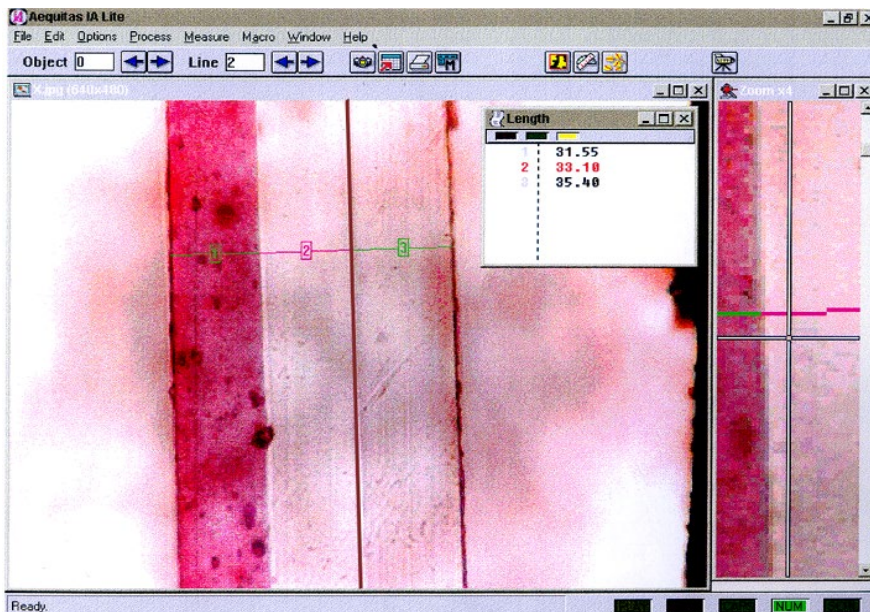 Aequitas IA Lite
File Edit Options Process Measure Macro Window Help
Object 0 Line 2
X.jpg (640x480)
Zoom x4
Length
1 31.55
2 33.10
3 35.40
1 2 3
Ready.
NUM